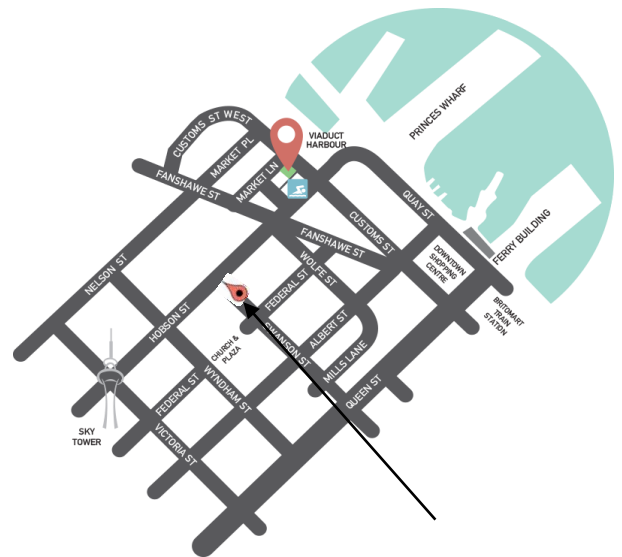 CUSTOMS ST WEST
MARKET PL
VIADUCT
HARBOUR
PRINCES WHARF
FANSHAWE ST
MARKET LN
QUAY ST
CUSTOMS ST
FERRY BUILDING
FANSHAWE ST
DOWNTOWN
SHOPPING
CENTRE
NELSON ST
WOLFE ST
FEDERAL ST
BRITOMART
TRAIN
STATION
HOBSON ST
SWANSON ST
ALBERT ST
CHURCH &
PLAZA
MILLS LANE
FEDERAL ST
WYNDHAM ST
QUEEN ST
SKY
TOWER
VICTORIA ST